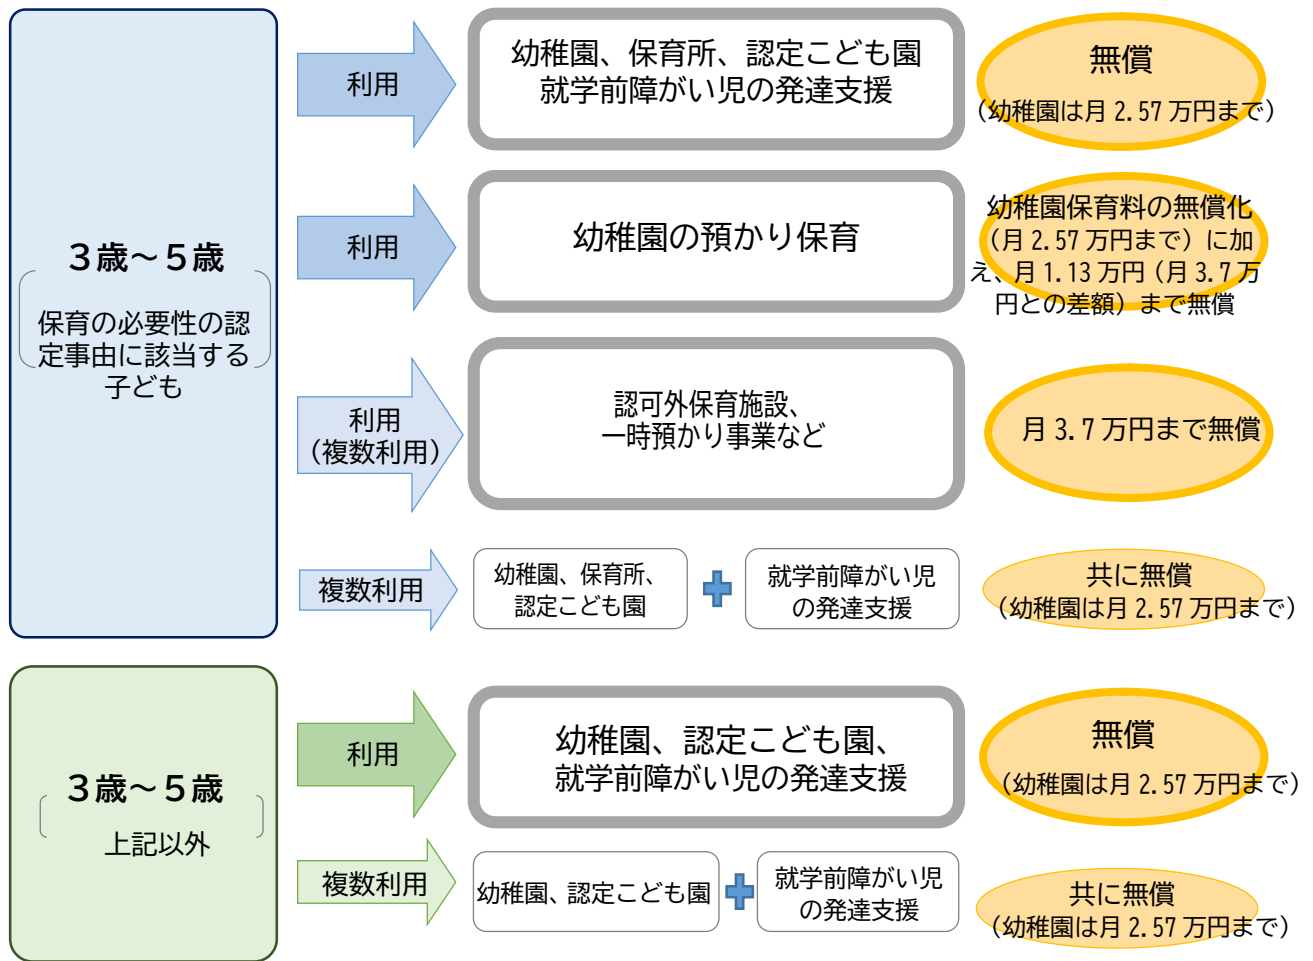 ３歳～５歳
保育の必要性の認
定事由に該当する
子ども
利用
幼稚園、保育所、認定こども園
就学前障がい児の発達支援
無償
（幼稚園は月 2.57 万円まで）
利用
幼稚園の預かり保育
幼稚園保育料の無償化
（月 2.57 万円まで）に加
え、月 1.13 万円（月 3.7 万
円との差額）まで無償
利用
（複数利用）
認可外保育施設、
一時預かり事業など
月 3.7 万円まで無償
複数利用
幼稚園、保育所、
認定こども園
就学前障がい児
の発達支援
共に無償
（幼稚園は月 2.57 万円まで）
３歳～５歳
上記以外
利用
幼稚園、認定こども園、
就学前障がい児の発達支援
無償
（幼稚園は月 2.57 万円まで）
複数利用
幼稚園、認定こども園
就学前障がい児
の発達支援
共に無償
（幼稚園は月 2.57 万円まで）